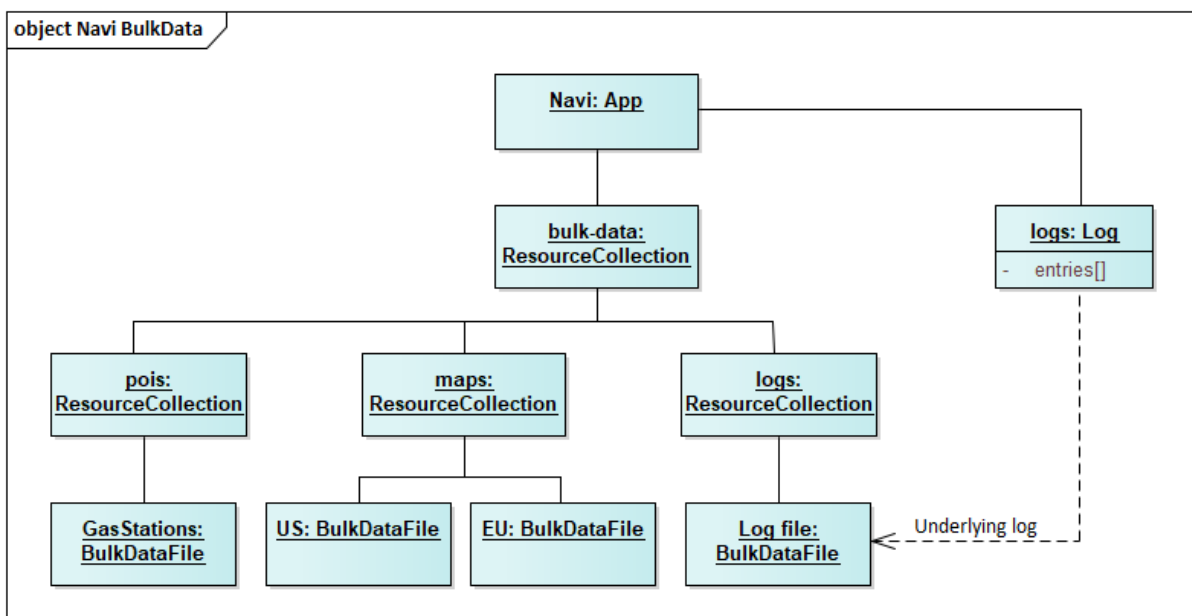 object Navi BulkData
Navi: App
bulk-data:
ResourceCollection
logs: Log
- entries[]
pois:
ResourceCollection
maps:
ResourceCollection
logs:
ResourceCollection
GasStations:
BulkDataFile
US: BulkDataFile
EU: BulkDataFile
Log file:
BulkDataFile
Underlying log